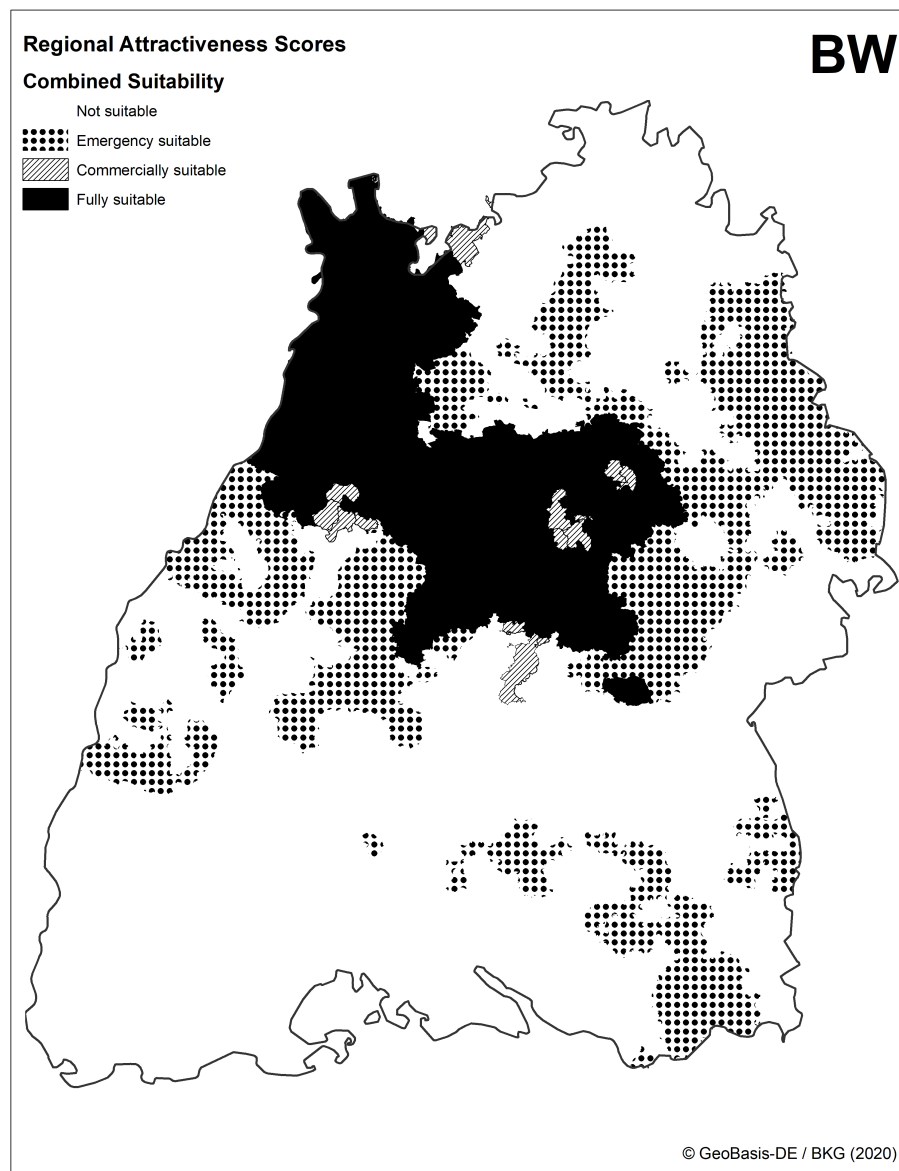 Regional Attractiveness Scores
BW
Combined Suitability
Not suitable
Emergency suitable
Commercially suitable
Fully suitable
© GeoBasis-DE / BKG (2020)